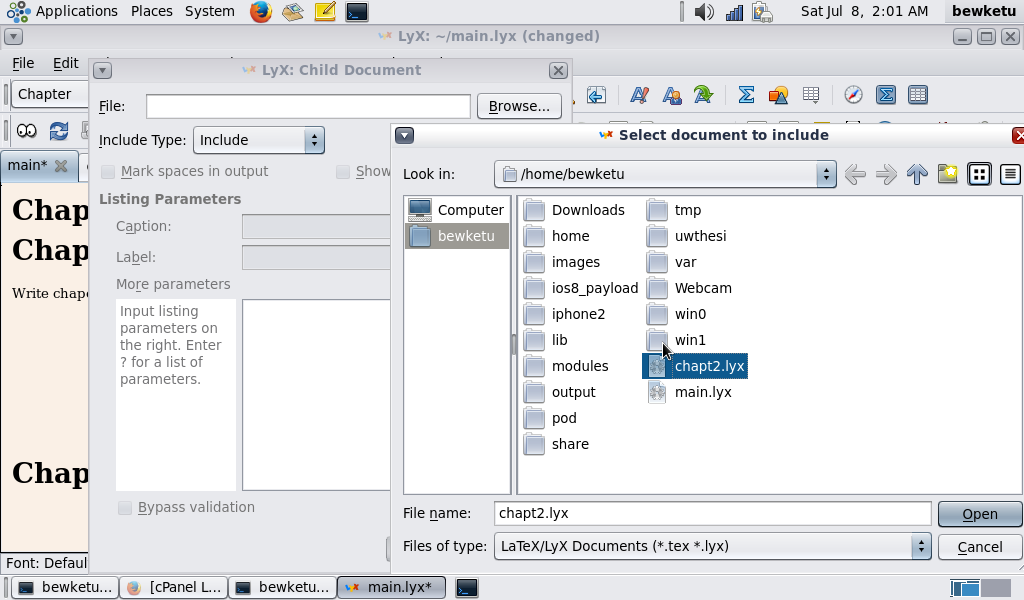 Applications Places System Sat Jul 8, 2:01 AM bewketu
LyX: ~/main.lyx (changed)
File Edit
LyX: Child Document
Chapter
File: Browse...
Select document to include
Include Type: Include
main*
Look in: /home/bewketu
Mark spaces in output Show
Listing Parameters
Caption:
Label:
More parameters
Input listing
parameters on
the right. Enter
? for a list of
parameters.
Bypass validation
Chap
Chap
Write chap
Chap
Computer
bewketu
Downloads
home
images
ios8_payload
iphone2
lib
modules
output
pod
share
tmp
uwthesi
var
Webcam
win0
win1
chapt2.lyx
main.lyx
File name: chapt2.lyx Open
Files of type: LaTeX/LyX Documents (*.tex *.lyx) Cancel
Font: Defaul
bewketu... [cPanel L... bewketu... main.lyx*